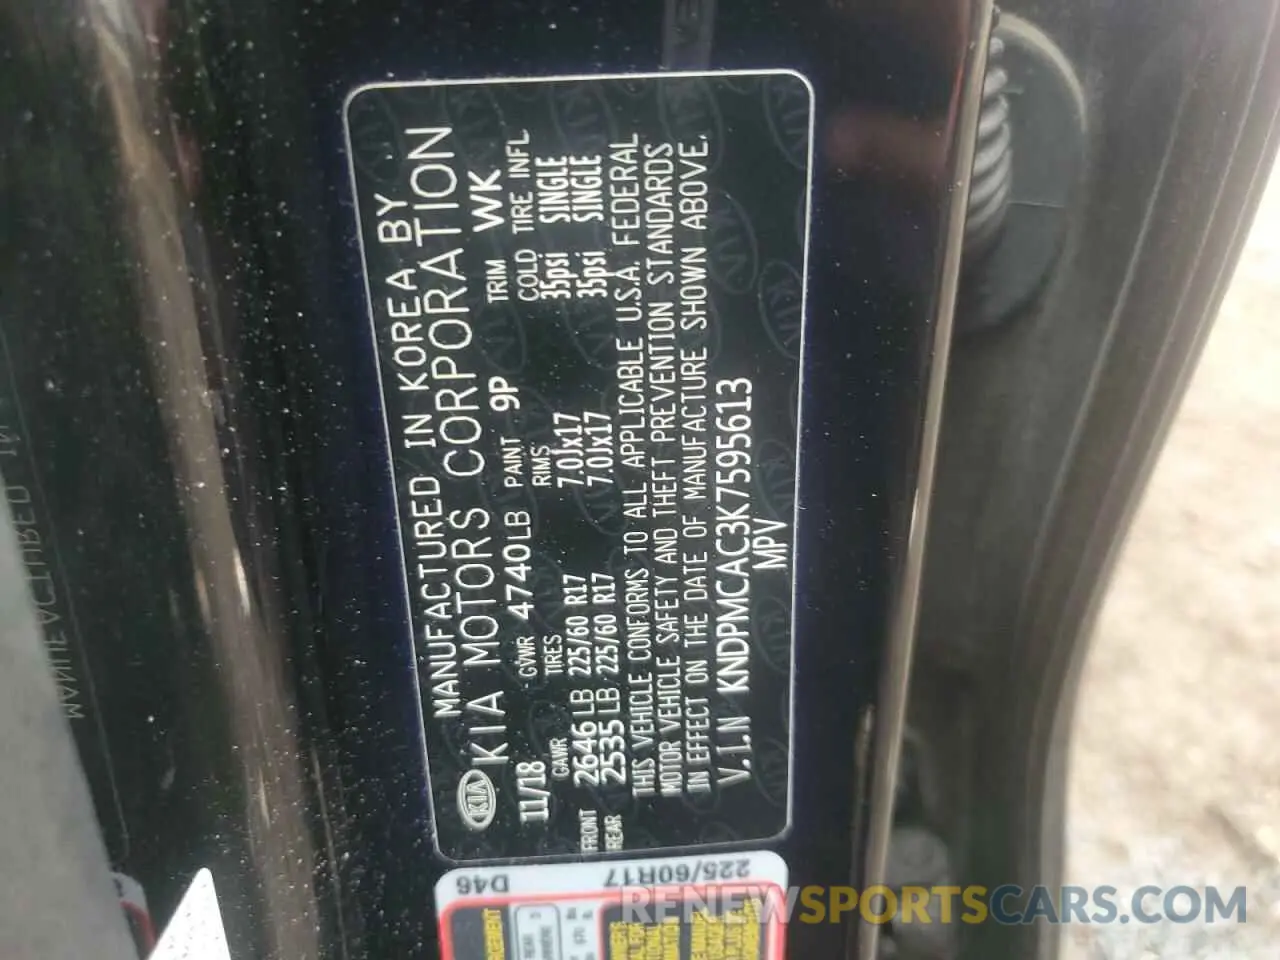 MANUFACTURED IN KOREA BY
KIA KIA MOTORS CORPORATION
11/18 GVWR 4740LB PAINT 9P TRIM WK
GAWR TIRES RIMS COLD TIRE INFL
FRONT 2646LB 225/60 R17 7.0Jx17 35psi SINGLE
REAR 2535LB 225/60 R17 7.0Jx17 35psi SINGLE
THIS VEHICLE CONFORMS TO ALL APPLICABLE U.S.A. FEDERAL
MOTOR VEHICLE SAFETY AND THEFT PREVENTION STANDARDS
IN EFFECT ON THE DATE OF MANUFACTURE SHOWN ABOVE.
V.I.N KNDPMCAC3K7595613
MPV
D46
225/60R17
RENEWSPORTSCARS.COM